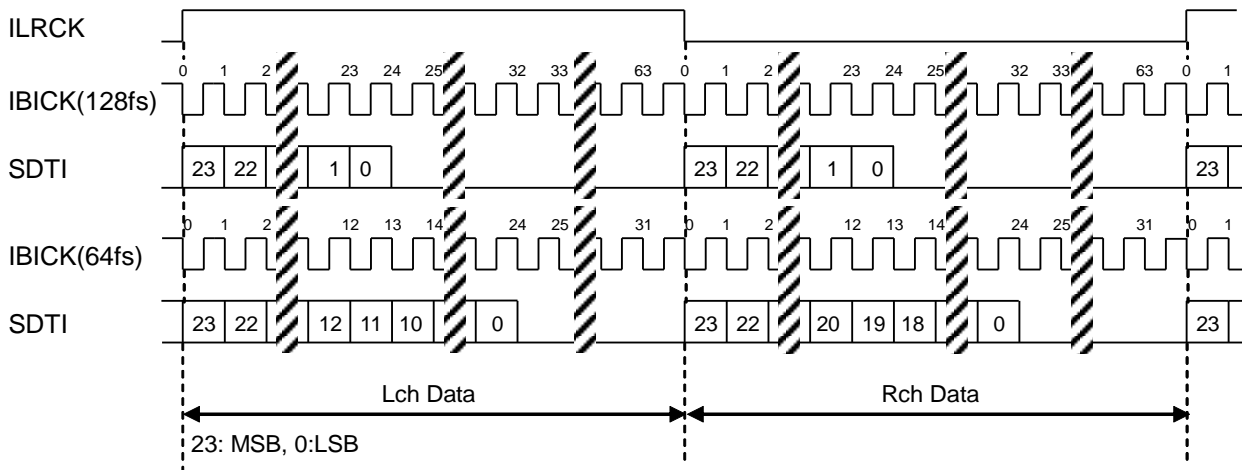 ILRCK
0 1 2 23 24 25 32 33 63 0 1 2 23 24 25 32 33 63 0 1
IBICK(128fs)
SDTI 23 22 1 0 23 22 1 0 23
0 1 2 12 13 14 24 25 31 0 1 2 12 13 14 24 25 31 0 1
IBICK(64fs)
SDTI 23 22 12 11 10 0 23 22 20 19 18 0 23
Lch Data Rch Data
23: MSB, 0:LSB